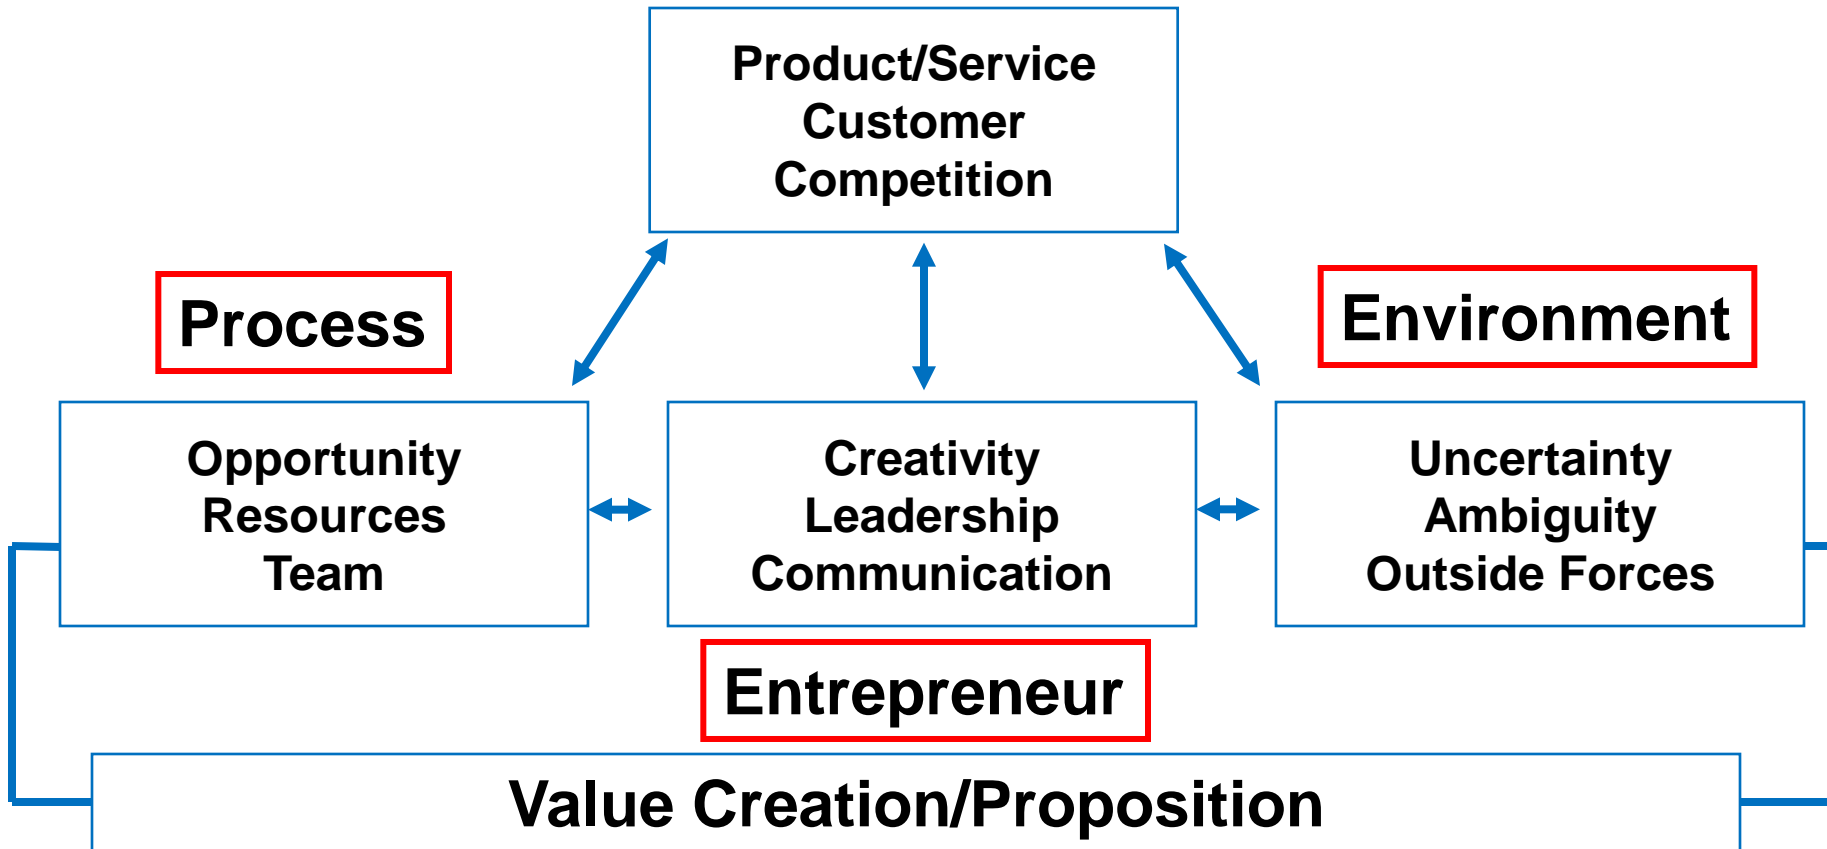 Product/Service
Customer
Competition
Process
Environment
Opportunity
Resources
Team
Creativity
Leadership
Communication
Uncertainty
Ambiguity
Outside Forces
Entrepreneur
Value Creation/Proposition